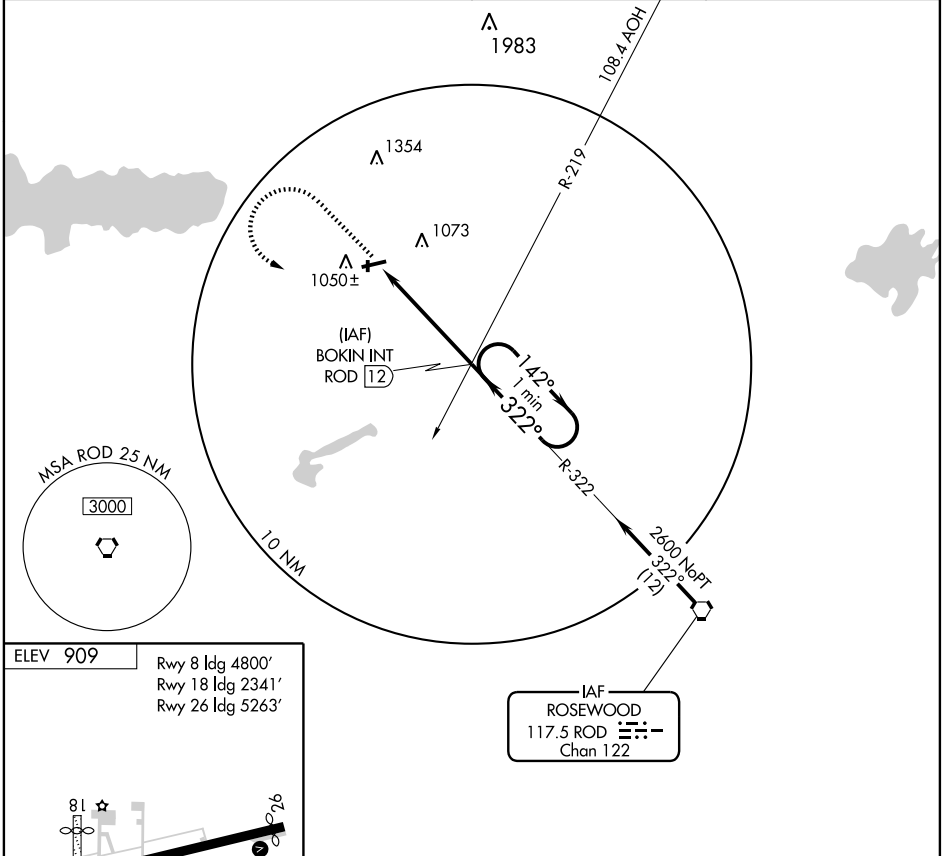 1983
108.4 AOH
R-219
1354
1073
1050±
(IAF)
BOKIN INT
ROD 12
142°
1 min
322°
R-322
MSA ROD 25 NM
3000
10 NM
2600 NoPT
322°
(12)
IAF
ROSEWOOD
117.5 ROD
Chan 122
ELEV 909
Rwy 8 ldg 4800'
Rwy 18 ldg 2341'
Rwy 26 ldg 5263'
18
26
V